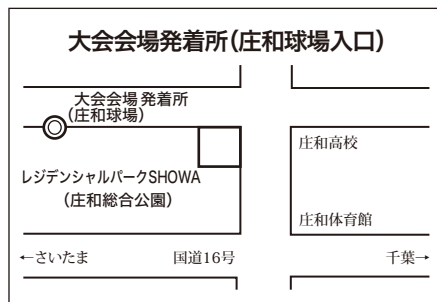 大会会場発着所(庄和球場入口)
大会会場 発着所
(庄和球場)
庄和高校
レジデンシャルパークSHOWA
(庄和総合公園)
庄和体育館
←さいたま 国道16号 千葉→